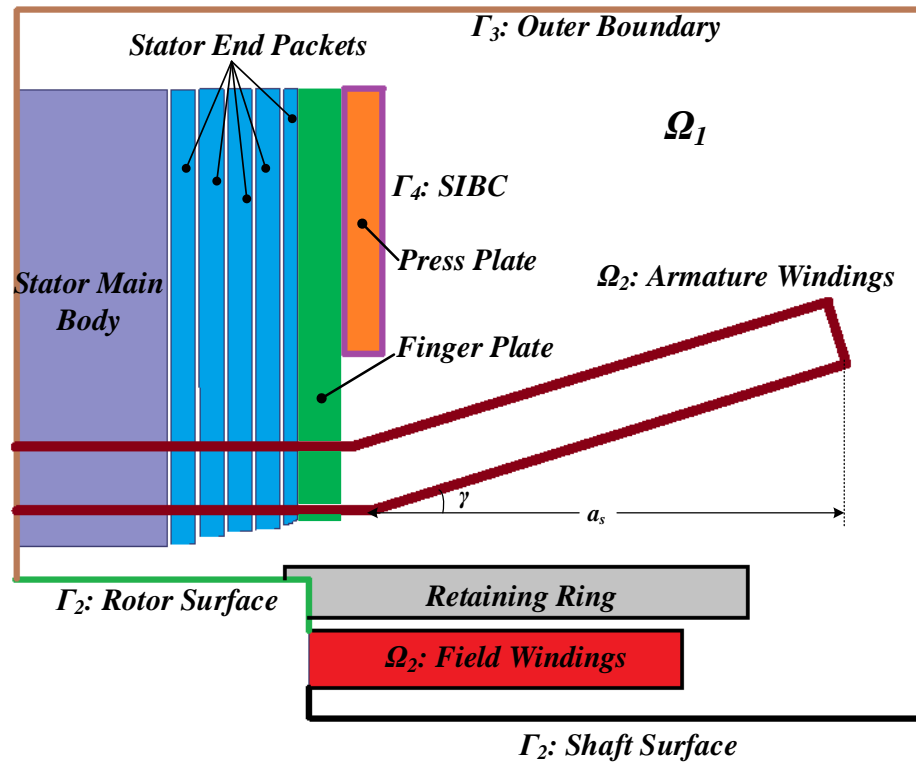 Γ3: Outer Boundary
Stator End Packets
Ω1
Γ4: SIBC
Press Plate
Stator Main
Body
Ω2: Armature Windings
Finger Plate
γ
as
Γ2: Rotor Surface
Retaining Ring
Ω2: Field Windings
Γ2: Shaft Surface